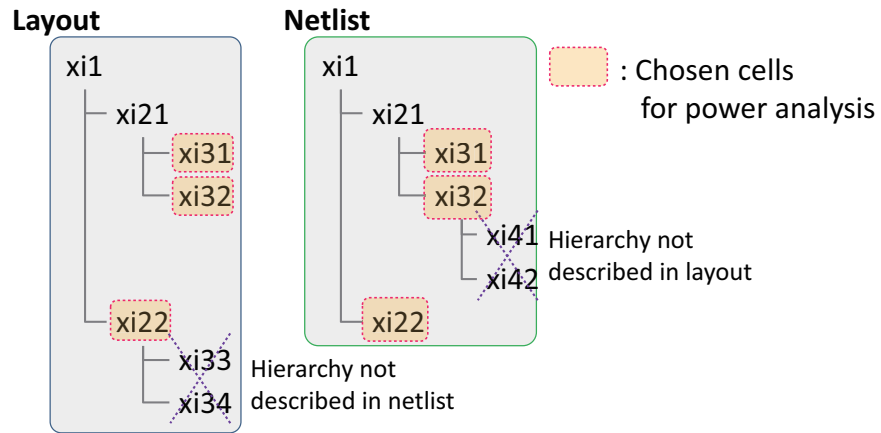 Layout
xi1
xi21
xi31
xi32
xi22
xi33
xi34
Hierarchy not
described in netlist
Netlist
xi1
xi21
xi31
xi32
xi41
xi42
Hierarchy not
described in layout
xi22
: Chosen cells
for power analysis